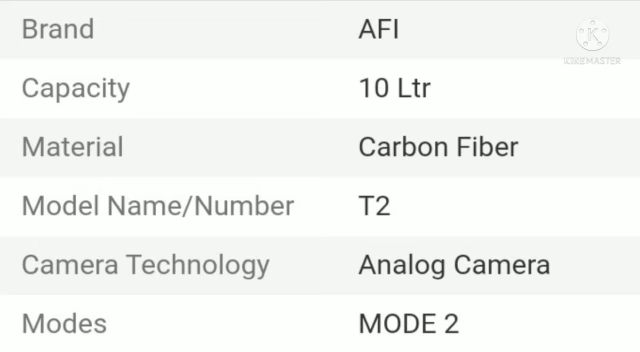 Brand AFI
Capacity 10 Ltr
Material Carbon Fiber
Model Name/Number T2
Camera Technology Analog Camera
Modes MODE 2
K
KINEMASTER